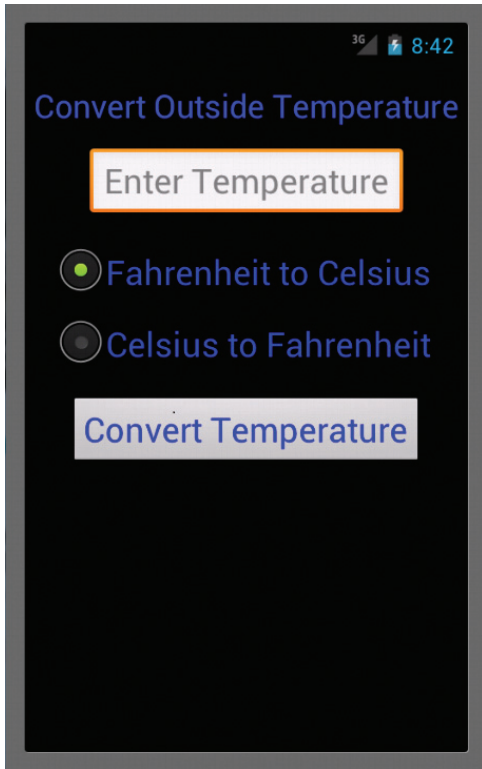 3G 8:42
Convert Outside Temperature
Enter Temperature
Fahrenheit to Celsius
Celsius to Fahrenheit
Convert Temperature